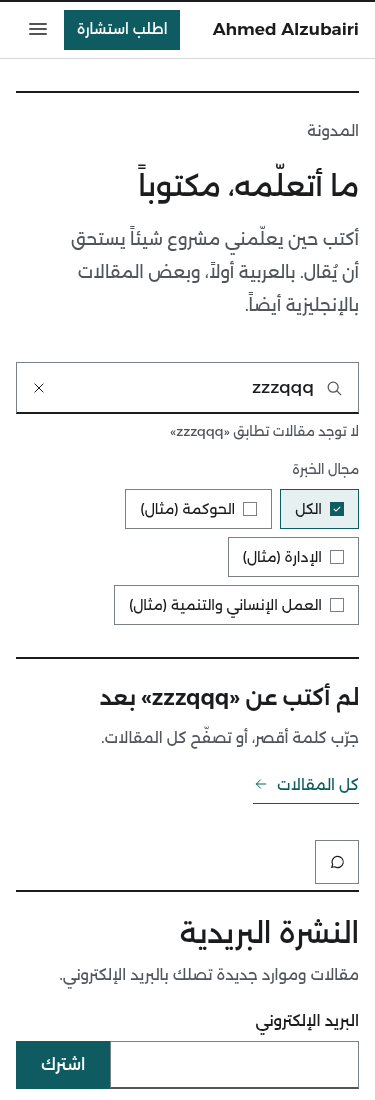 Ahmed Alzubairi
اطلب استشارة
المدونة
ما أتعلّمه، مكتوباً
أكتب حين يعلّمني مشروع شيئاً يستحق
أن يُقال. بالعربية أولاً، وبعض المقالات
بالإنجليزية أيضاً.
zzzqqq
لا توجد مقالات تطابق «zzzqqq»
مجال الخبرة
الكل
الحوكمة (مثال)
الإدارة (مثال)
العمل الإنساني والتنمية (مثال)
لم أكتب عن «zzzqqq» بعد
جرّب كلمة أقصر، أو تصفّح كل المقالات.
كل المقالات
النشرة البريدية
مقالات وموارد جديدة تصلك بالبريد الإلكتروني.
البريد الإلكتروني
اشترك